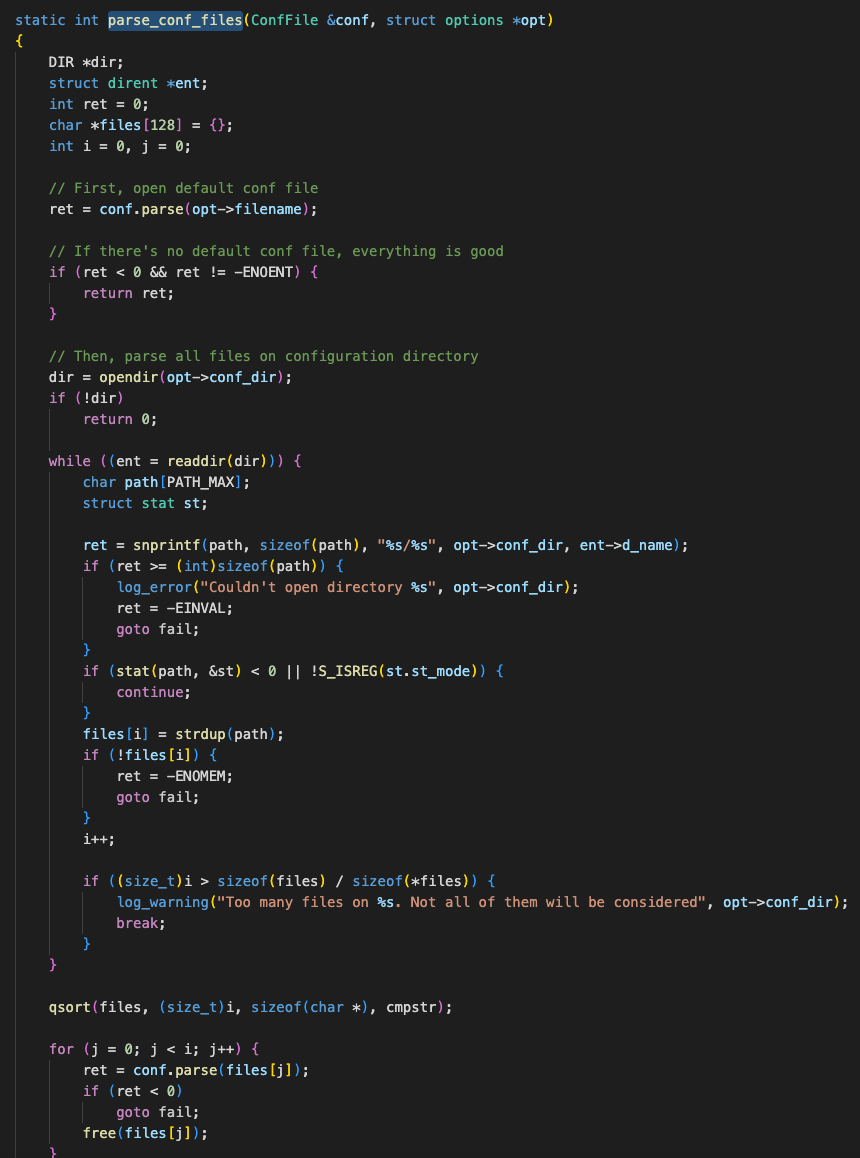 static int parse_conf_files(ConfFile &conf, struct options *opt)
{
    DIR *dir;
    struct dirent *ent;
    int ret = 0;
    char *files[128] = {};
    int i = 0, j = 0;

    // First, open default conf file
    ret = conf.parse(opt->filename);

    // If there's no default conf file, everything is good
    if (ret < 0 && ret != -ENOENT) {
        return ret;
    }

    // Then, parse all files on configuration directory
    dir = opendir(opt->conf_dir);
    if (!dir)
        return 0;

    while ((ent = readdir(dir))) {
        char path[PATH_MAX];
        struct stat st;

        ret = snprintf(path, sizeof(path), "%s/%s", opt->conf_dir, ent->d_name);
        if (ret >= (int)sizeof(path)) {
            log_error("Couldn't open directory %s", opt->conf_dir);
            ret = -EINVAL;
            goto fail;
        }
        if (stat(path, &st) < 0 || !S_ISREG(st.st_mode)) {
            continue;
        }
        files[i] = strdup(path);
        if (!files[i]) {
            ret = -ENOMEM;
            goto fail;
        }
        i++;

        if ((size_t)i > sizeof(files) / sizeof(*files)) {
            log_warning("Too many files on %s. Not all of them will be considered", opt->conf_dir);
            break;
        }
    }

    qsort(files, (size_t)i, sizeof(char *), cmpstr);

    for (j = 0; j < i; j++) {
        ret = conf.parse(files[j]);
        if (ret < 0)
            goto fail;
        free(files[j]);
    }